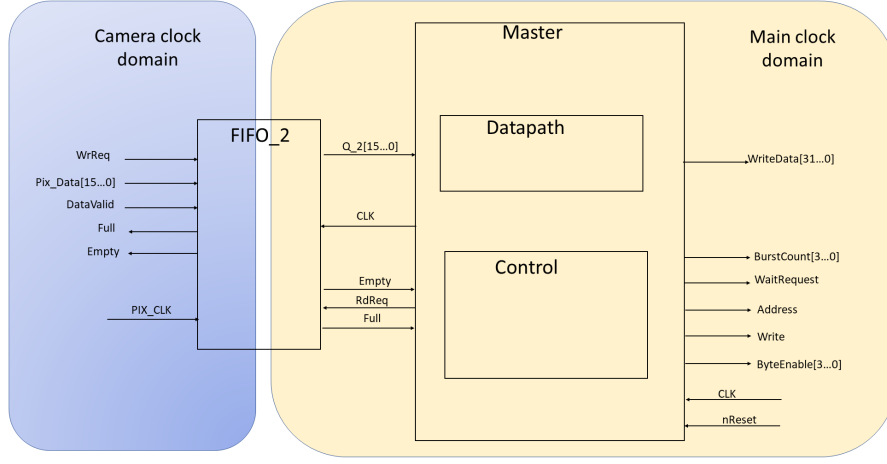 Camera clock
domain
Master
Main clock
domain
FIFO_2
Datapath
WrReq
Pix_Data[15...0]
DataValid
Full
Empty
PIX_CLK
Q_2[15...0]
CLK
Empty
RdReq
Full
Control
WriteData[31...0]
BurstCount[3...0]
WaitRequest
Address
Write
ByteEnable[3...0]
CLK
nReset